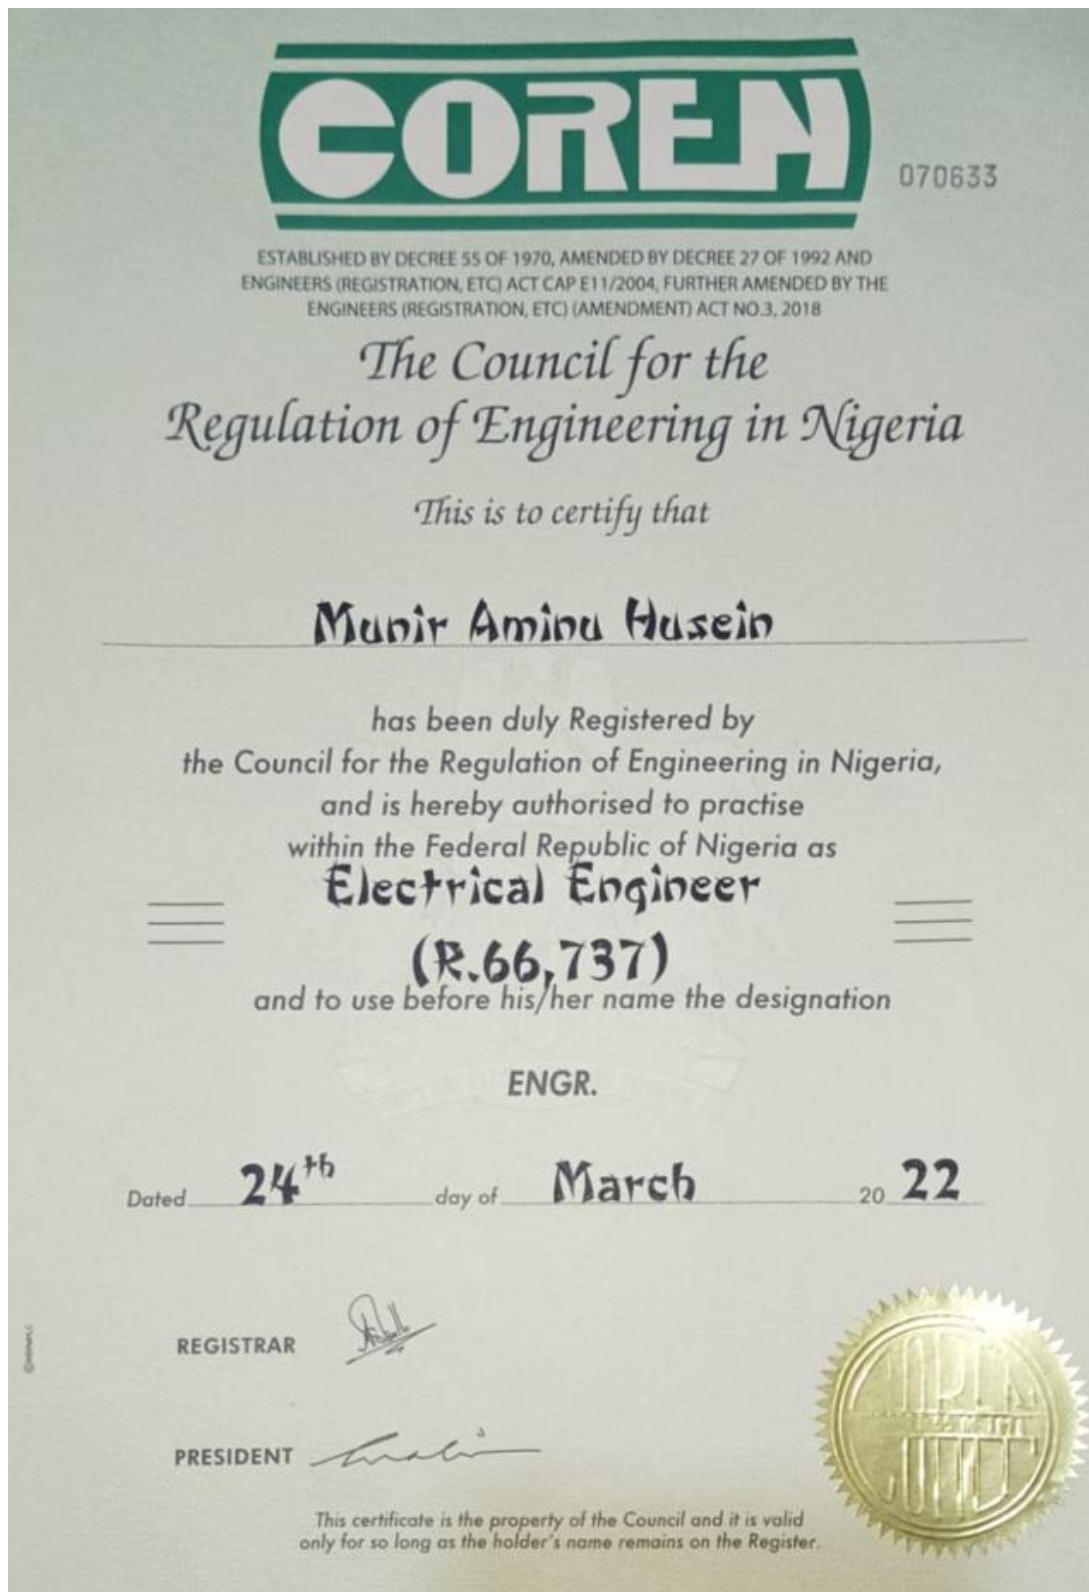 COREN
070633
ESTABLISHED BY DECREE 55 OF 1970, AMENDED BY DECREE 27 OF 1992 AND
ENGINEERS (REGISTRATION, ETC) ACT CAP E11/2004, FURTHER AMENDED BY THE
ENGINEERS (REGISTRATION, ETC) (AMENDMENT) ACT NO.3, 2018
The Council for the
Regulation of Engineering in Nigeria
This is to certify that
Munir Aminu Husein
has been duly Registered by
the Council for the Regulation of Engineering in Nigeria,
and is hereby authorised to practise
within the Federal Republic of Nigeria as
Electrical Engineer
(R.66,737)
and to use before his/her name the designation
ENGR.
Dated 24th day of March 20 22
REGISTRAR
PRESIDENT
This certificate is the property of the Council and it is valid
only for so long as the holder's name remains on the Register.